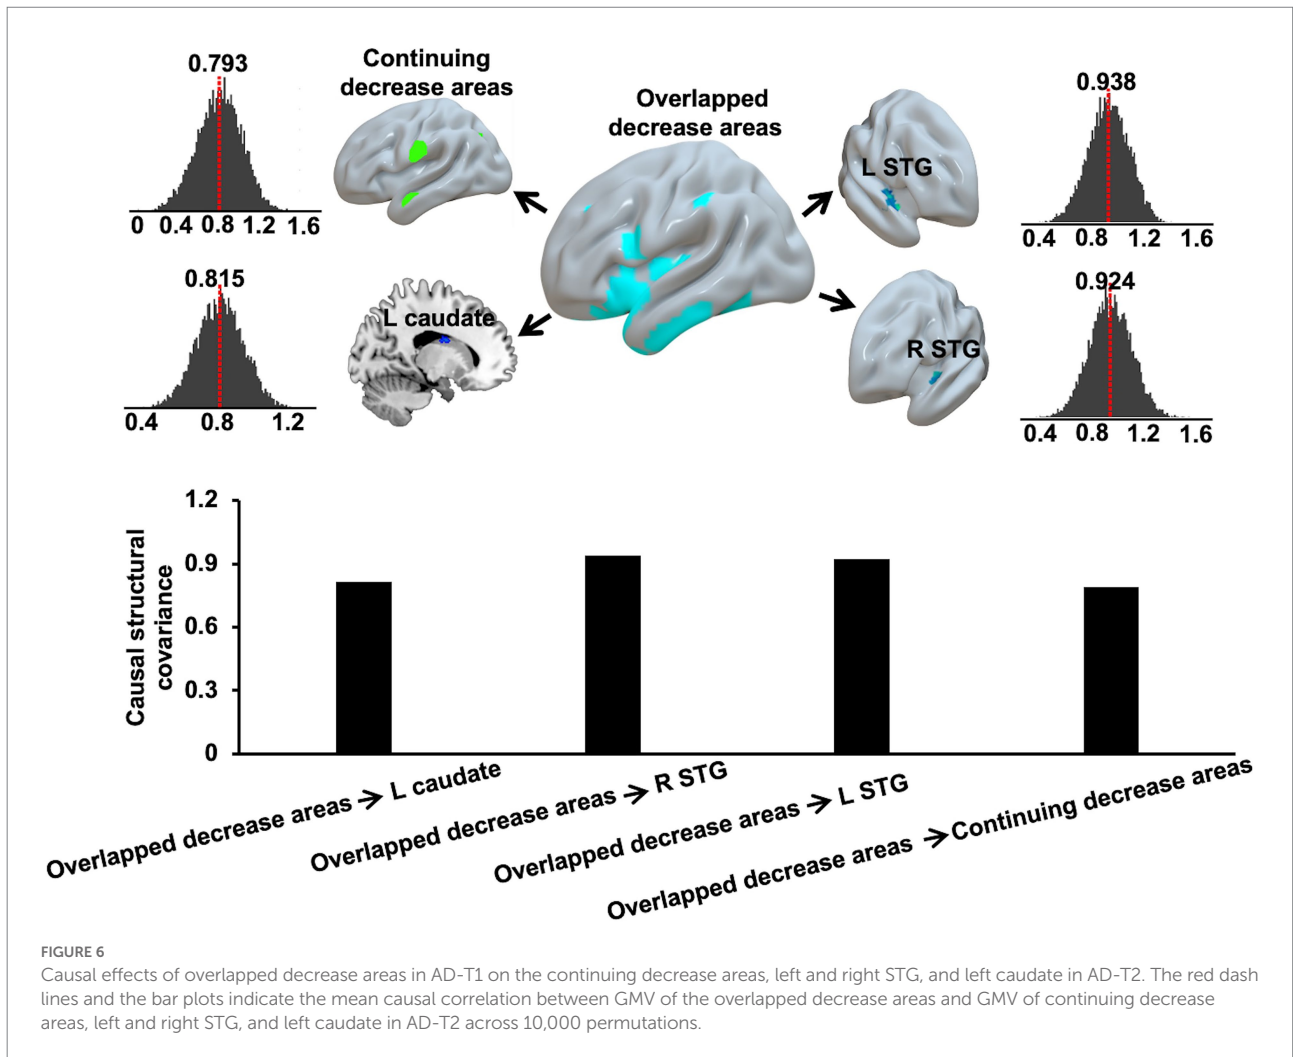 0.793
0 0.4 0.8 1.2 1.6
Continuing
decrease areas
Overlapped
decrease areas
L STG
0.938
0.4 0.8 1.2 1.6
0.815
0.4 0.8 1.2
L caudate
R STG
0.924
0.4 0.8 1.2 1.6
Causal structural
covariance
1.2
0.9
0.6
0.3
0
Overlapped decrease areas → L caudate
Overlapped decrease areas → R STG
Overlapped decrease areas → L STG
Overlapped decrease areas → Continuing decrease areas
FIGURE 6
Causal effects of overlapped decrease areas in AD-T1 on the continuing decrease areas, left and right STG, and left caudate in AD-T2. The red dash
lines and the bar plots indicate the mean causal correlation between GMV of the overlapped decrease areas and GMV of continuing decrease
areas, left and right STG, and left caudate in AD-T2 across 10,000 permutations.